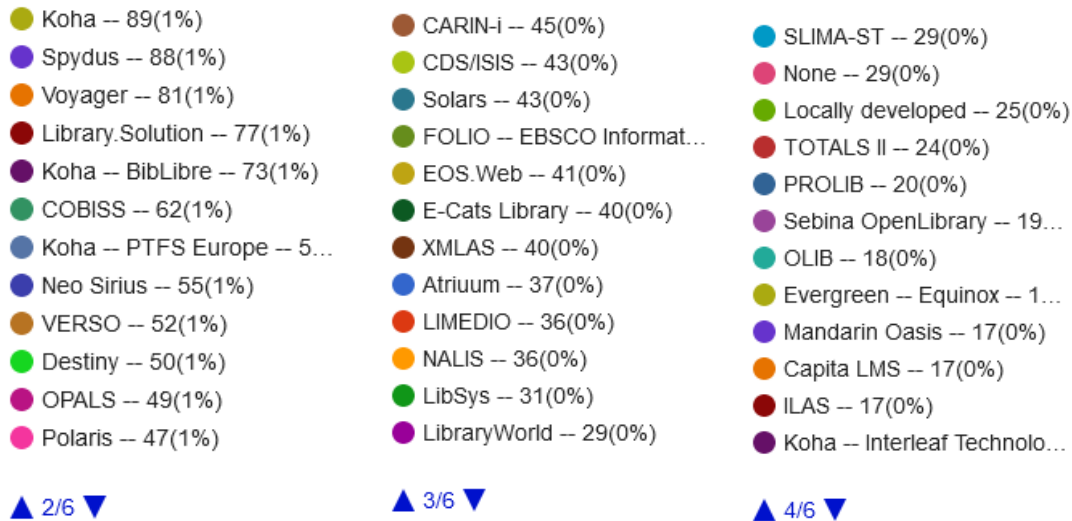 Koha -- 89(1%)
Spydus -- 88(1%)
Voyager -- 81(1%)
Library.Solution -- 77(1%)
Koha -- BibLibre -- 73(1%)
COBISS -- 62(1%)
Koha -- PTFS Europe -- 5...
Neo Sirius -- 55(1%)
VERSO -- 52(1%)
Destiny -- 50(1%)
OPALS -- 49(1%)
Polaris -- 47(1%)
▲ 2/6 ▼
CARIN-i -- 45(0%)
CDS/ISIS -- 43(0%)
Solars -- 43(0%)
FOLIO -- EBSCO Informat...
EOS.Web -- 41(0%)
E-Cats Library -- 40(0%)
XMLAS -- 40(0%)
Atriuum -- 37(0%)
LIMEDIO -- 36(0%)
NALIS -- 36(0%)
LibSys -- 31(0%)
LibraryWorld -- 29(0%)
▲ 3/6 ▼
SLIMA-ST -- 29(0%)
None -- 29(0%)
Locally developed -- 25(0%)
TOTALS II -- 24(0%)
PROLIB -- 20(0%)
Sebina OpenLibrary -- 19...
OLIB -- 18(0%)
Evergreen -- Equinox -- 1...
Mandarin Oasis -- 17(0%)
Capita LMS -- 17(0%)
ILAS -- 17(0%)
Koha -- Interleaf Technolo...
▲ 4/6 ▼